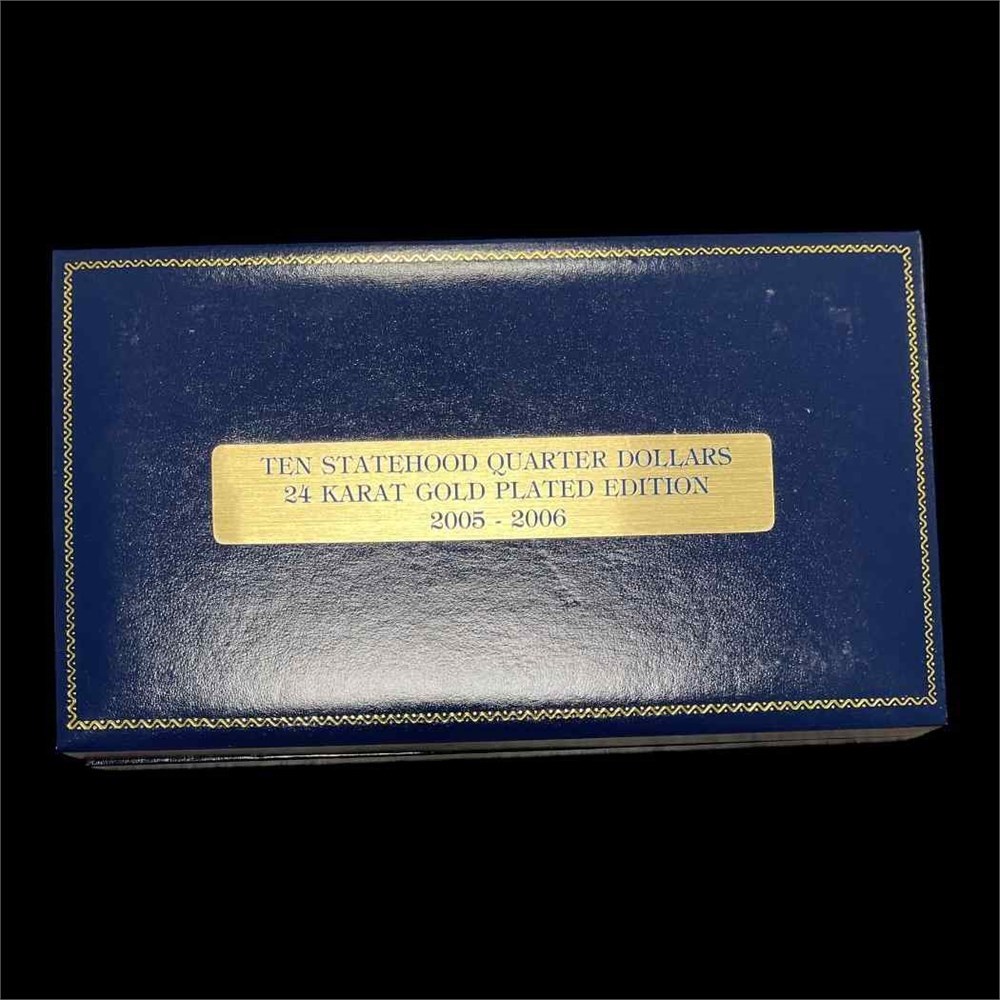 TEN STATEHOOD QUARTER DOLLARS
24 KARAT GOLD PLATED EDITION
2005 - 2006